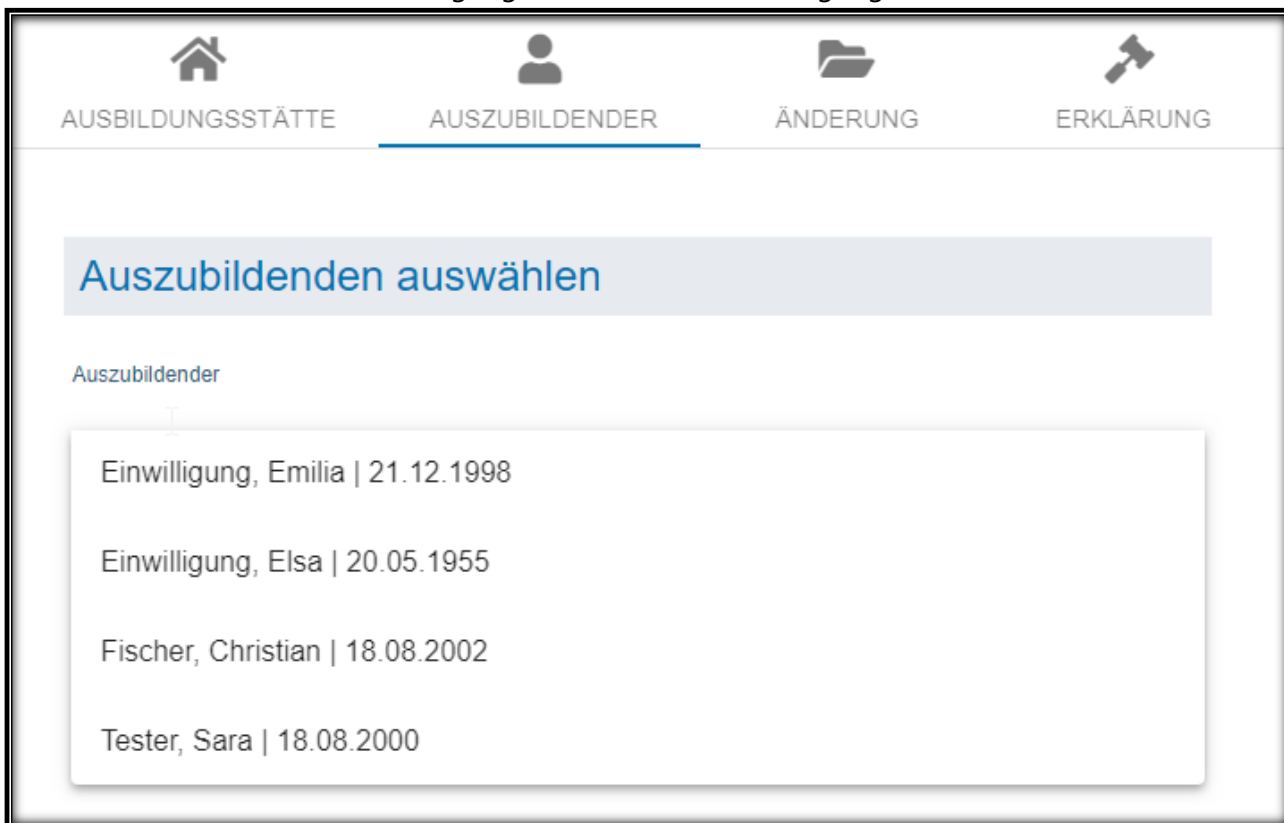 AUSBILDUNGSSTÄTTE AUSZUBILDENDER ÄNDERUNG ERKLÄRUNG
Auszubildenden auswählen
Auszubildender
Einwilligung, Emilia | 21.12.1998
Einwilligung, Elsa | 20.05.1955
Fischer, Christian | 18.08.2002
Tester, Sara | 18.08.2000